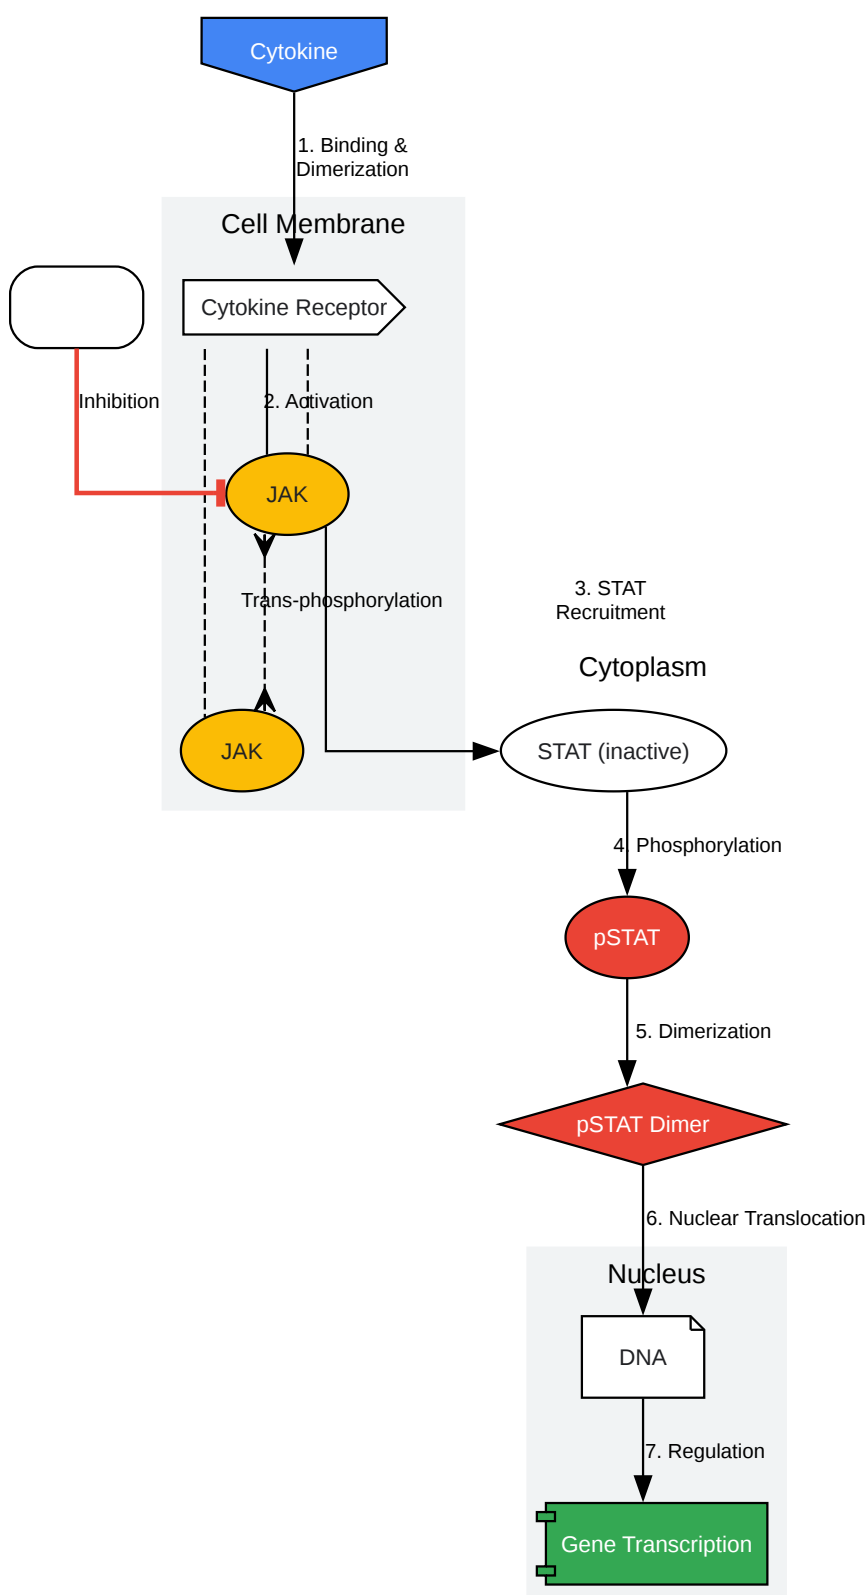 Cytokine
1. Binding &
Dimerization
Cell Membrane
Cytokine Receptor
Inhibition
2. Activation
JAK
Trans-phosphorylation
3. STAT
Recruitment
Cytoplasm
JAK
STAT (inactive)
4. Phosphorylation
pSTAT
5. Dimerization
pSTAT Dimer
6. Nuclear Translocation
Nucleus
DNA
7. Regulation
Gene Transcription